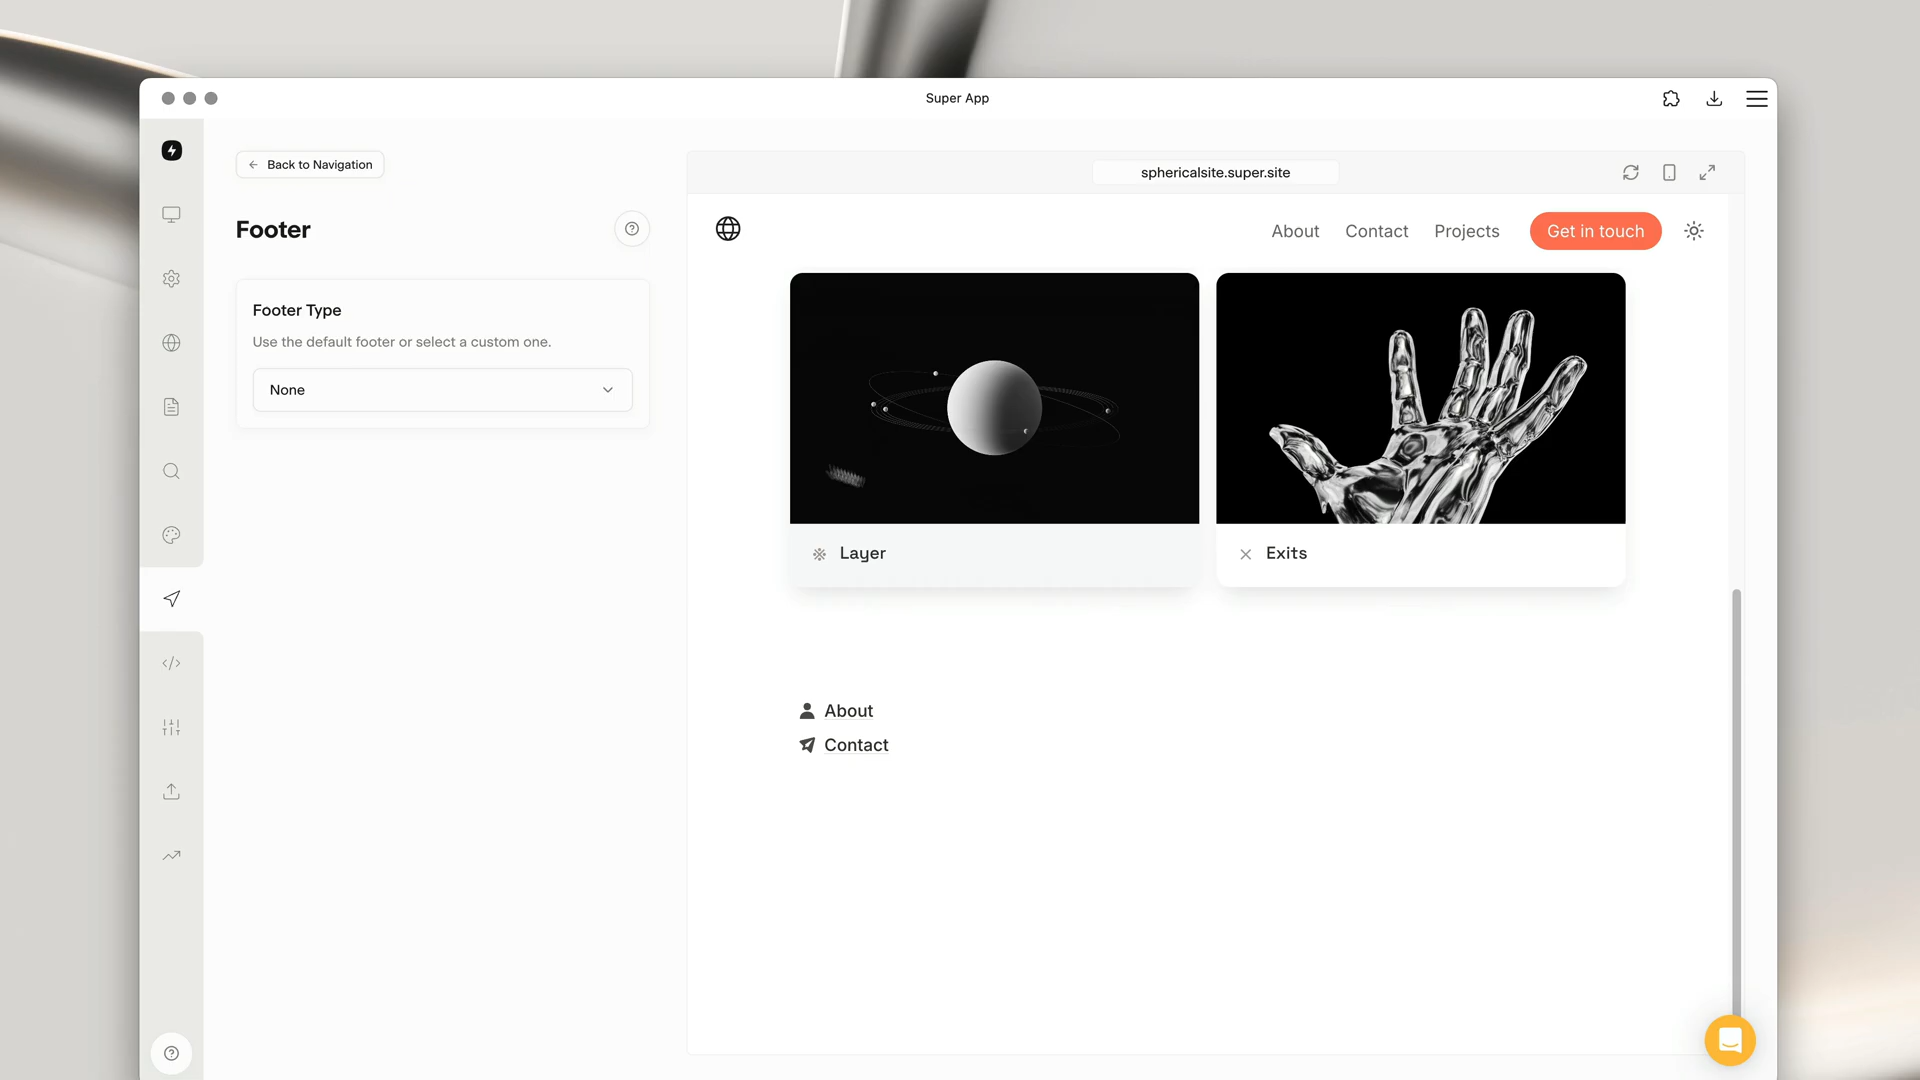 Super App
Back to Navigation
Footer
Footer Type
Use the default footer or select a custom one.
None
sphericalsite.super.site
About
Contact
Projects
Get in touch
Layer
Exits
About
Contact